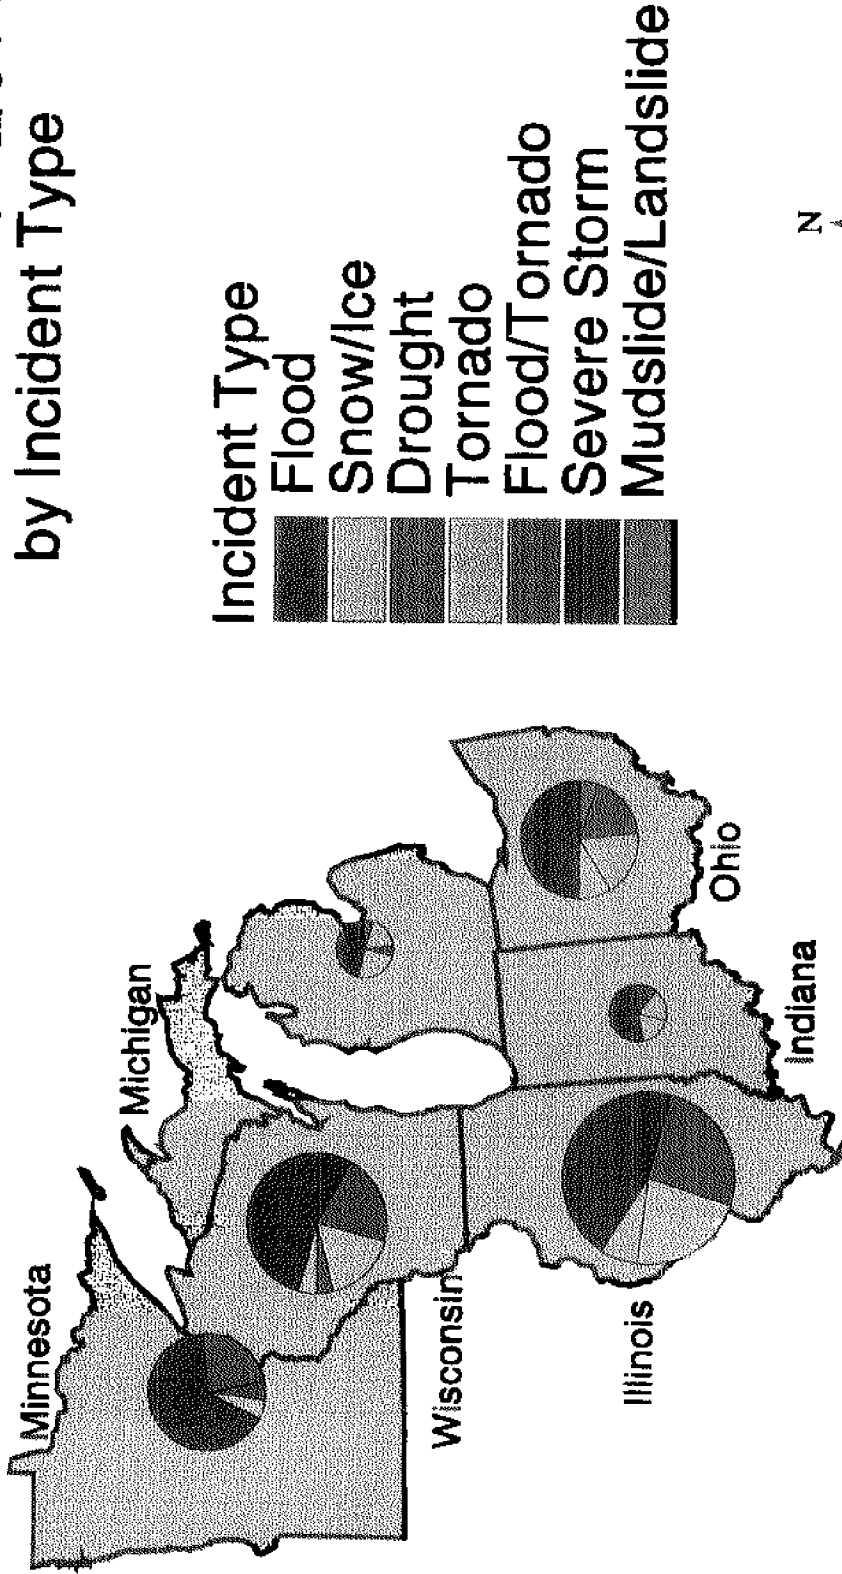 by Incident Type
Incident Type
Flood
Snow/Ice
Drought
Tornado
Flood/Tornado
Severe Storm
Mudslide/Landslide
Minnesota
Michigan
Wisconsin
Illinois
Indiana
Ohio
N